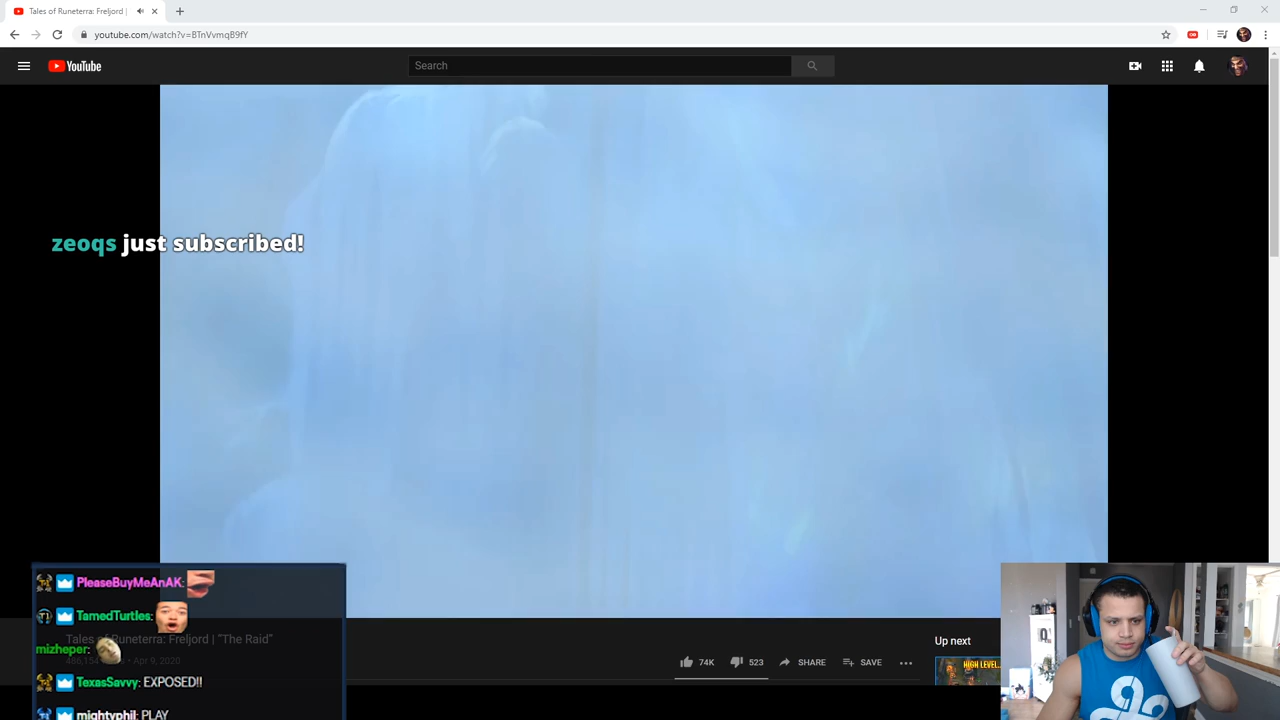 Tales of Runeterra: Freljord |
youtube.com/watch?v=BTnVvmqB9fY
YouTube
Search
zeoqs just subscribed!
PleaseBuyMeAnAK:
TamedTurtles:
Tales of Runeterra: Freljord | "The Raid"
mizheper:
Apr 9, 2020
TexasSavvy: EXPOSED!!
mightyphil: PLAY
74K
523
SHARE
SAVE
Up next
HIGH LEVEL...